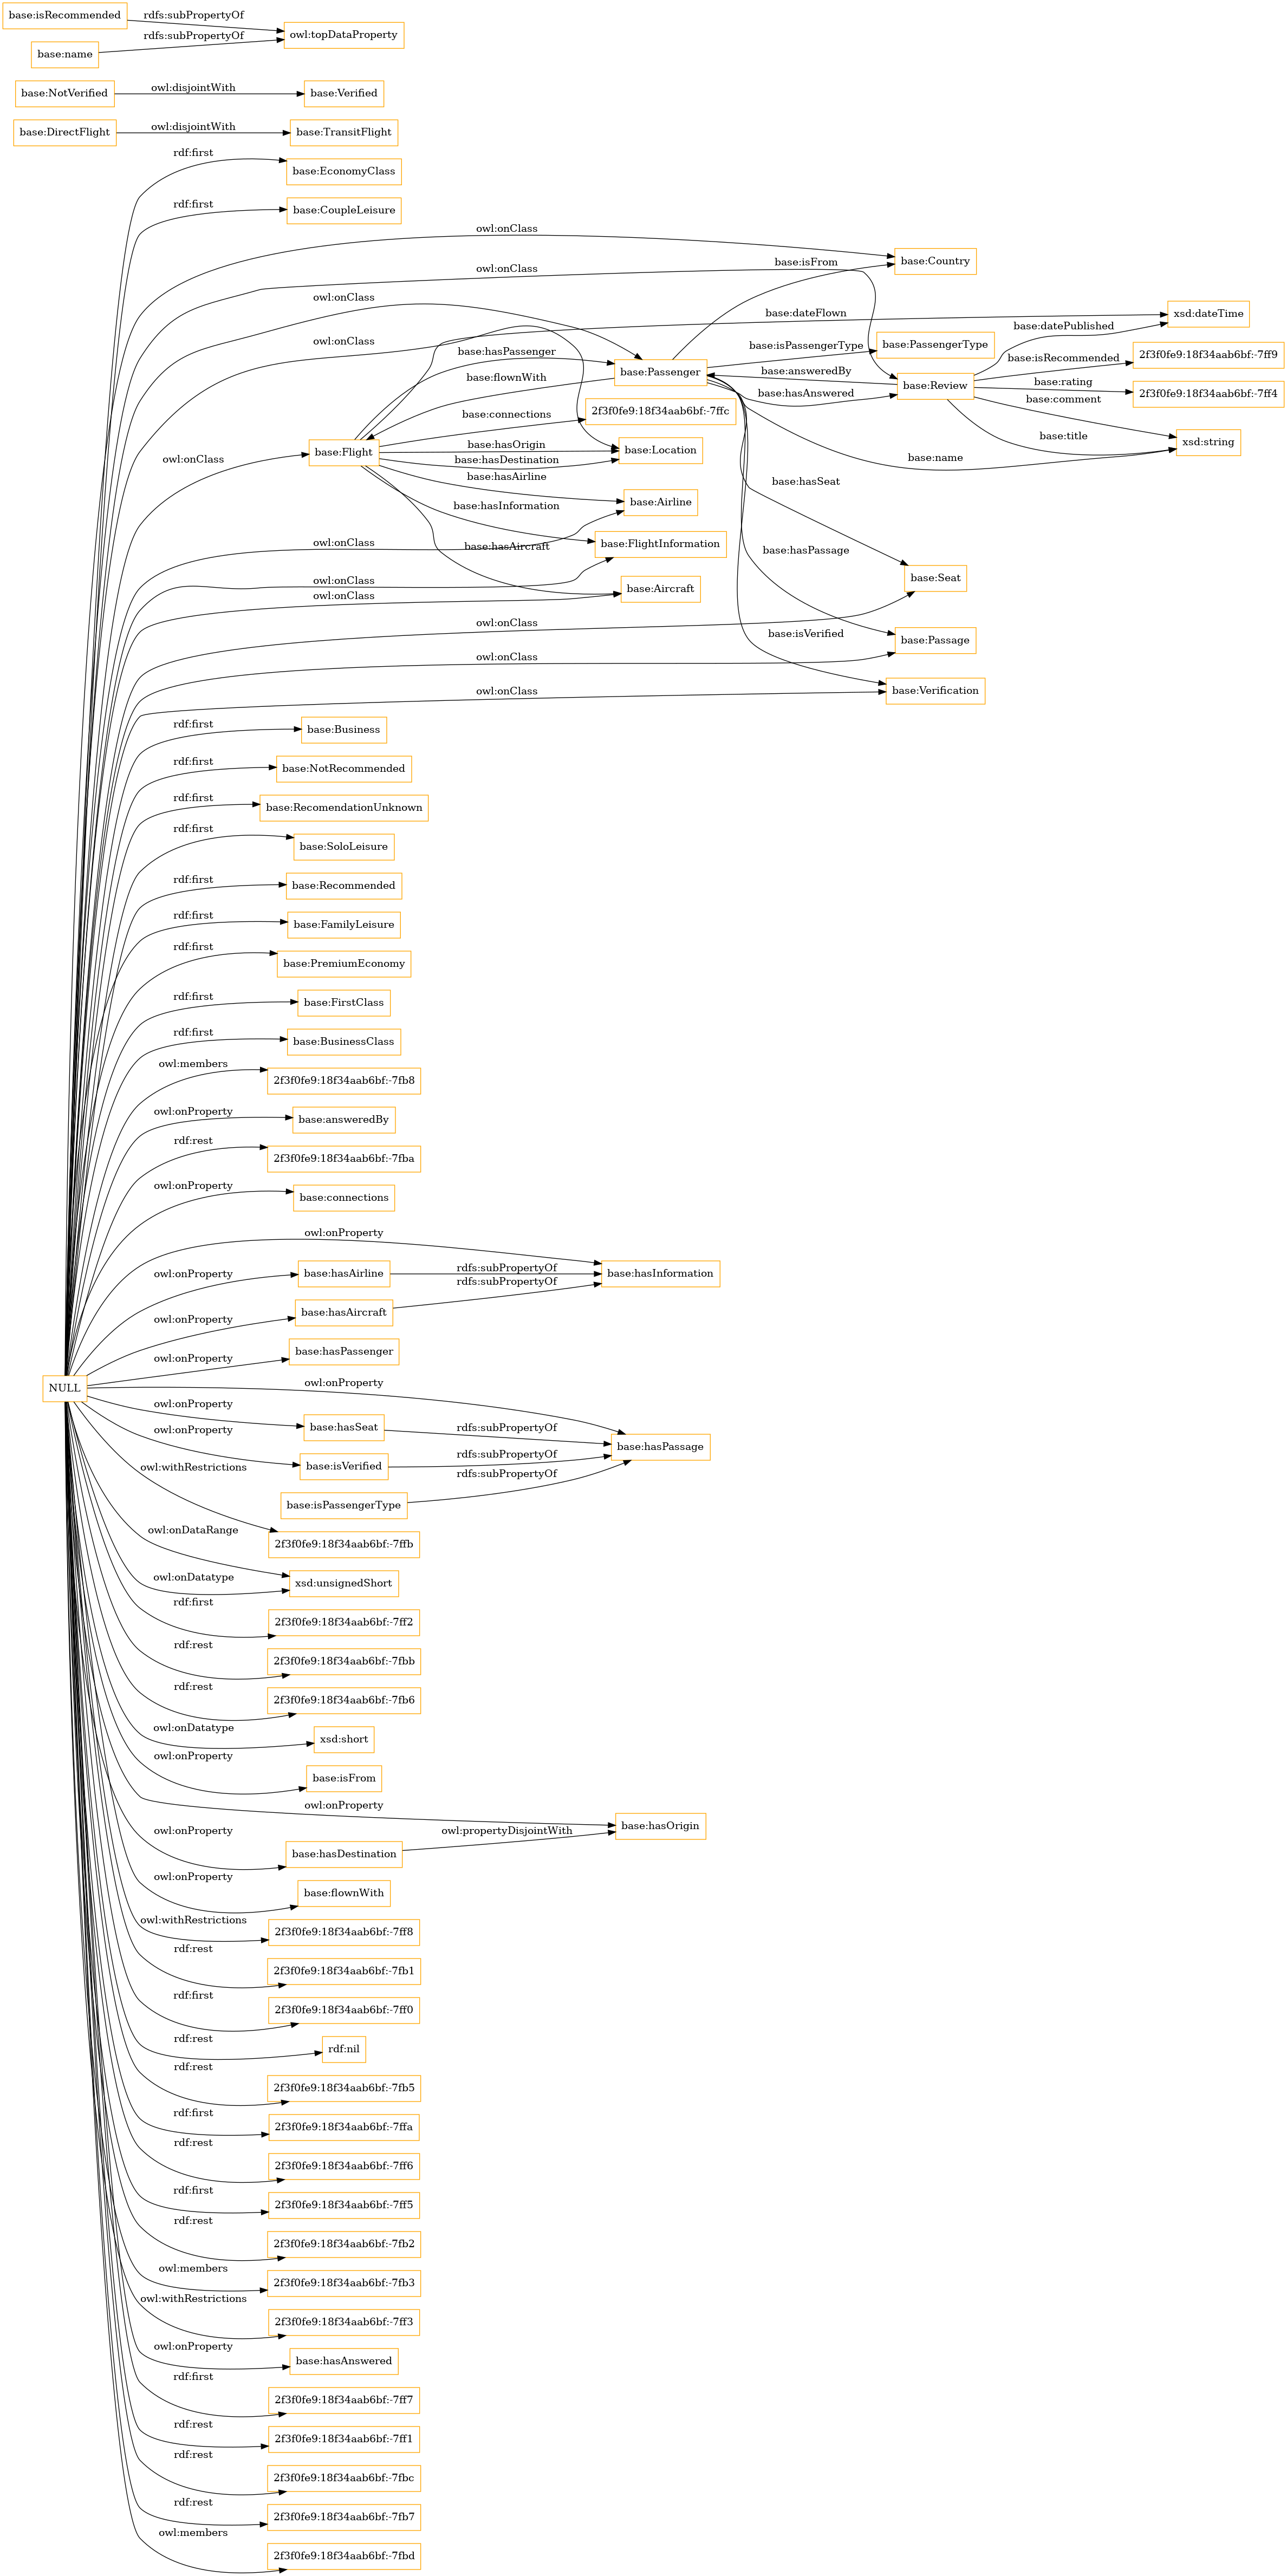 base:isRecommended
rdfs:subPropertyOf
owl:topDataProperty
base:name
rdfs:subPropertyOf
base:NotVerified
owl:disjointWith
base:Verified
base:DirectFlight
owl:disjointWith
base:TransitFlight
rdf:first
base:EconomyClass
rdf:first
base:CoupleLeisure
owl:onClass
base:Country
base:isFrom
owl:onClass
owl:onClass
base:dateFlown
xsd:dateTime
base:datePublished
owl:onClass
base:hasPassenger
base:Passenger
base:isPassengerType
base:PassengerType
base:isRecommended
2f3f0fe9:18f34aab6bf:-7ff9
base:flownWith
base:answeredBy
base:Review
base:rating
2f3f0fe9:18f34aab6bf:-7ff4
base:hasAnswered
base:comment
base:connections
2f3f0fe9:18f34aab6bf:-7ffc
base:title
xsd:string
owl:onClass
base:Flight
base:hasOrigin
base:Location
base:name
base:hasDestination
base:hasAirline
base:Airline
base:hasSeat
base:hasInformation
owl:onClass
base:FlightInformation
base:hasAircraft
base:hasPassage
owl:onClass
owl:onClass
base:Aircraft
base:Seat
owl:onClass
base:isVerified
base:Passage
owl:onClass
owl:onClass
base:Verification
rdf:first
base:Business
rdf:first
base:NotRecommended
rdf:first
base:RecomendationUnknown
rdf:first
base:SoloLeisure
rdf:first
base:Recommended
rdf:first
base:FamilyLeisure
rdf:first
base:PremiumEconomy
rdf:first
base:FirstClass
rdf:first
base:BusinessClass
owl:members
2f3f0fe9:18f34aab6bf:-7fb8
owl:onProperty
base:answeredBy
rdf:rest
2f3f0fe9:18f34aab6bf:-7fba
owl:onProperty
base:connections
owl:onProperty
owl:onProperty
base:hasAirline
rdfs:subPropertyOf
base:hasInformation
rdfs:subPropertyOf
owl:onProperty
base:hasAircraft
owl:onProperty
base:hasPassenger
NULL
owl:onProperty
owl:onProperty
base:hasSeat
rdfs:subPropertyOf
base:hasPassage
owl:onProperty
base:isVerified
rdfs:subPropertyOf
rdfs:subPropertyOf
base:isPassengerType
owl:withRestrictions
2f3f0fe9:18f34aab6bf:-7ffb
owl:onDataRange
owl:onDatatype
xsd:unsignedShort
rdf:first
2f3f0fe9:18f34aab6bf:-7ff2
rdf:rest
2f3f0fe9:18f34aab6bf:-7fbb
rdf:rest
2f3f0fe9:18f34aab6bf:-7fb6
owl:onDatatype
xsd:short
owl:onProperty
base:isFrom
owl:onProperty
base:hasOrigin
owl:onProperty
base:hasDestination
owl:propertyDisjointWith
owl:onProperty
base:flownWith
owl:withRestrictions
2f3f0fe9:18f34aab6bf:-7ff8
rdf:rest
2f3f0fe9:18f34aab6bf:-7fb1
rdf:first
2f3f0fe9:18f34aab6bf:-7ff0
rdf:rest
rdf:nil
rdf:rest
2f3f0fe9:18f34aab6bf:-7fb5
rdf:first
2f3f0fe9:18f34aab6bf:-7ffa
rdf:rest
2f3f0fe9:18f34aab6bf:-7ff6
rdf:first
2f3f0fe9:18f34aab6bf:-7ff5
rdf:rest
2f3f0fe9:18f34aab6bf:-7fb2
owl:members
2f3f0fe9:18f34aab6bf:-7fb3
owl:withRestrictions
2f3f0fe9:18f34aab6bf:-7ff3
owl:onProperty
base:hasAnswered
rdf:first
2f3f0fe9:18f34aab6bf:-7ff7
rdf:rest
2f3f0fe9:18f34aab6bf:-7ff1
rdf:rest
2f3f0fe9:18f34aab6bf:-7fbc
rdf:rest
2f3f0fe9:18f34aab6bf:-7fb7
owl:members
2f3f0fe9:18f34aab6bf:-7fbd